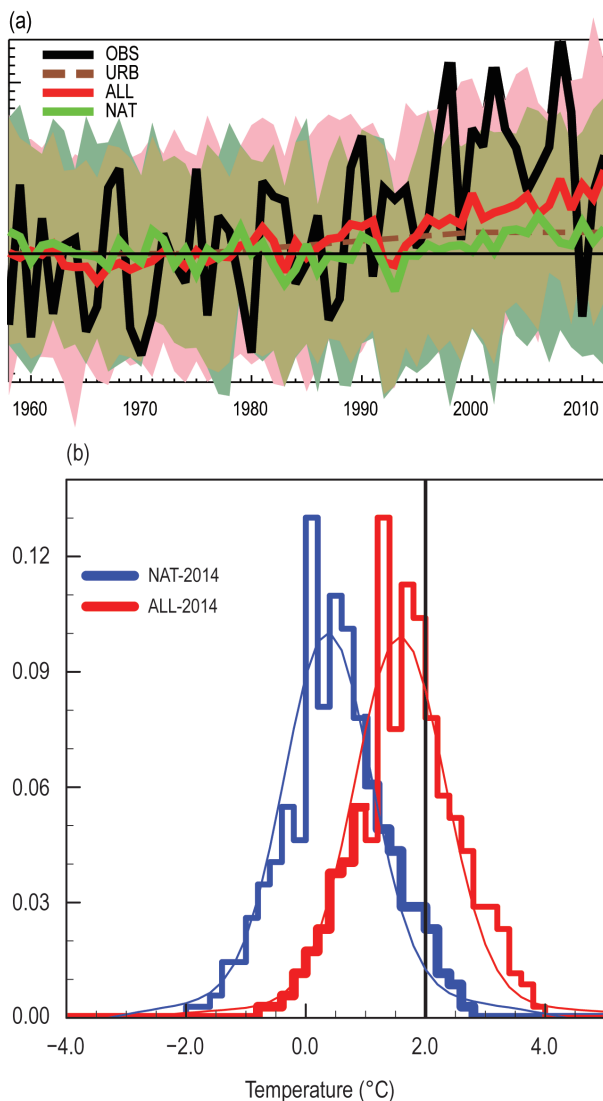 (a)
OBS
URB
ALL
NAT
1960 1970 1980 1990 2000 2010
(b)
0.12
NAT-2014
ALL-2014
0.09
0.06
0.03
0.00
−4.0 −2.0 0.0 2.0 4.0
Temperature (°C)